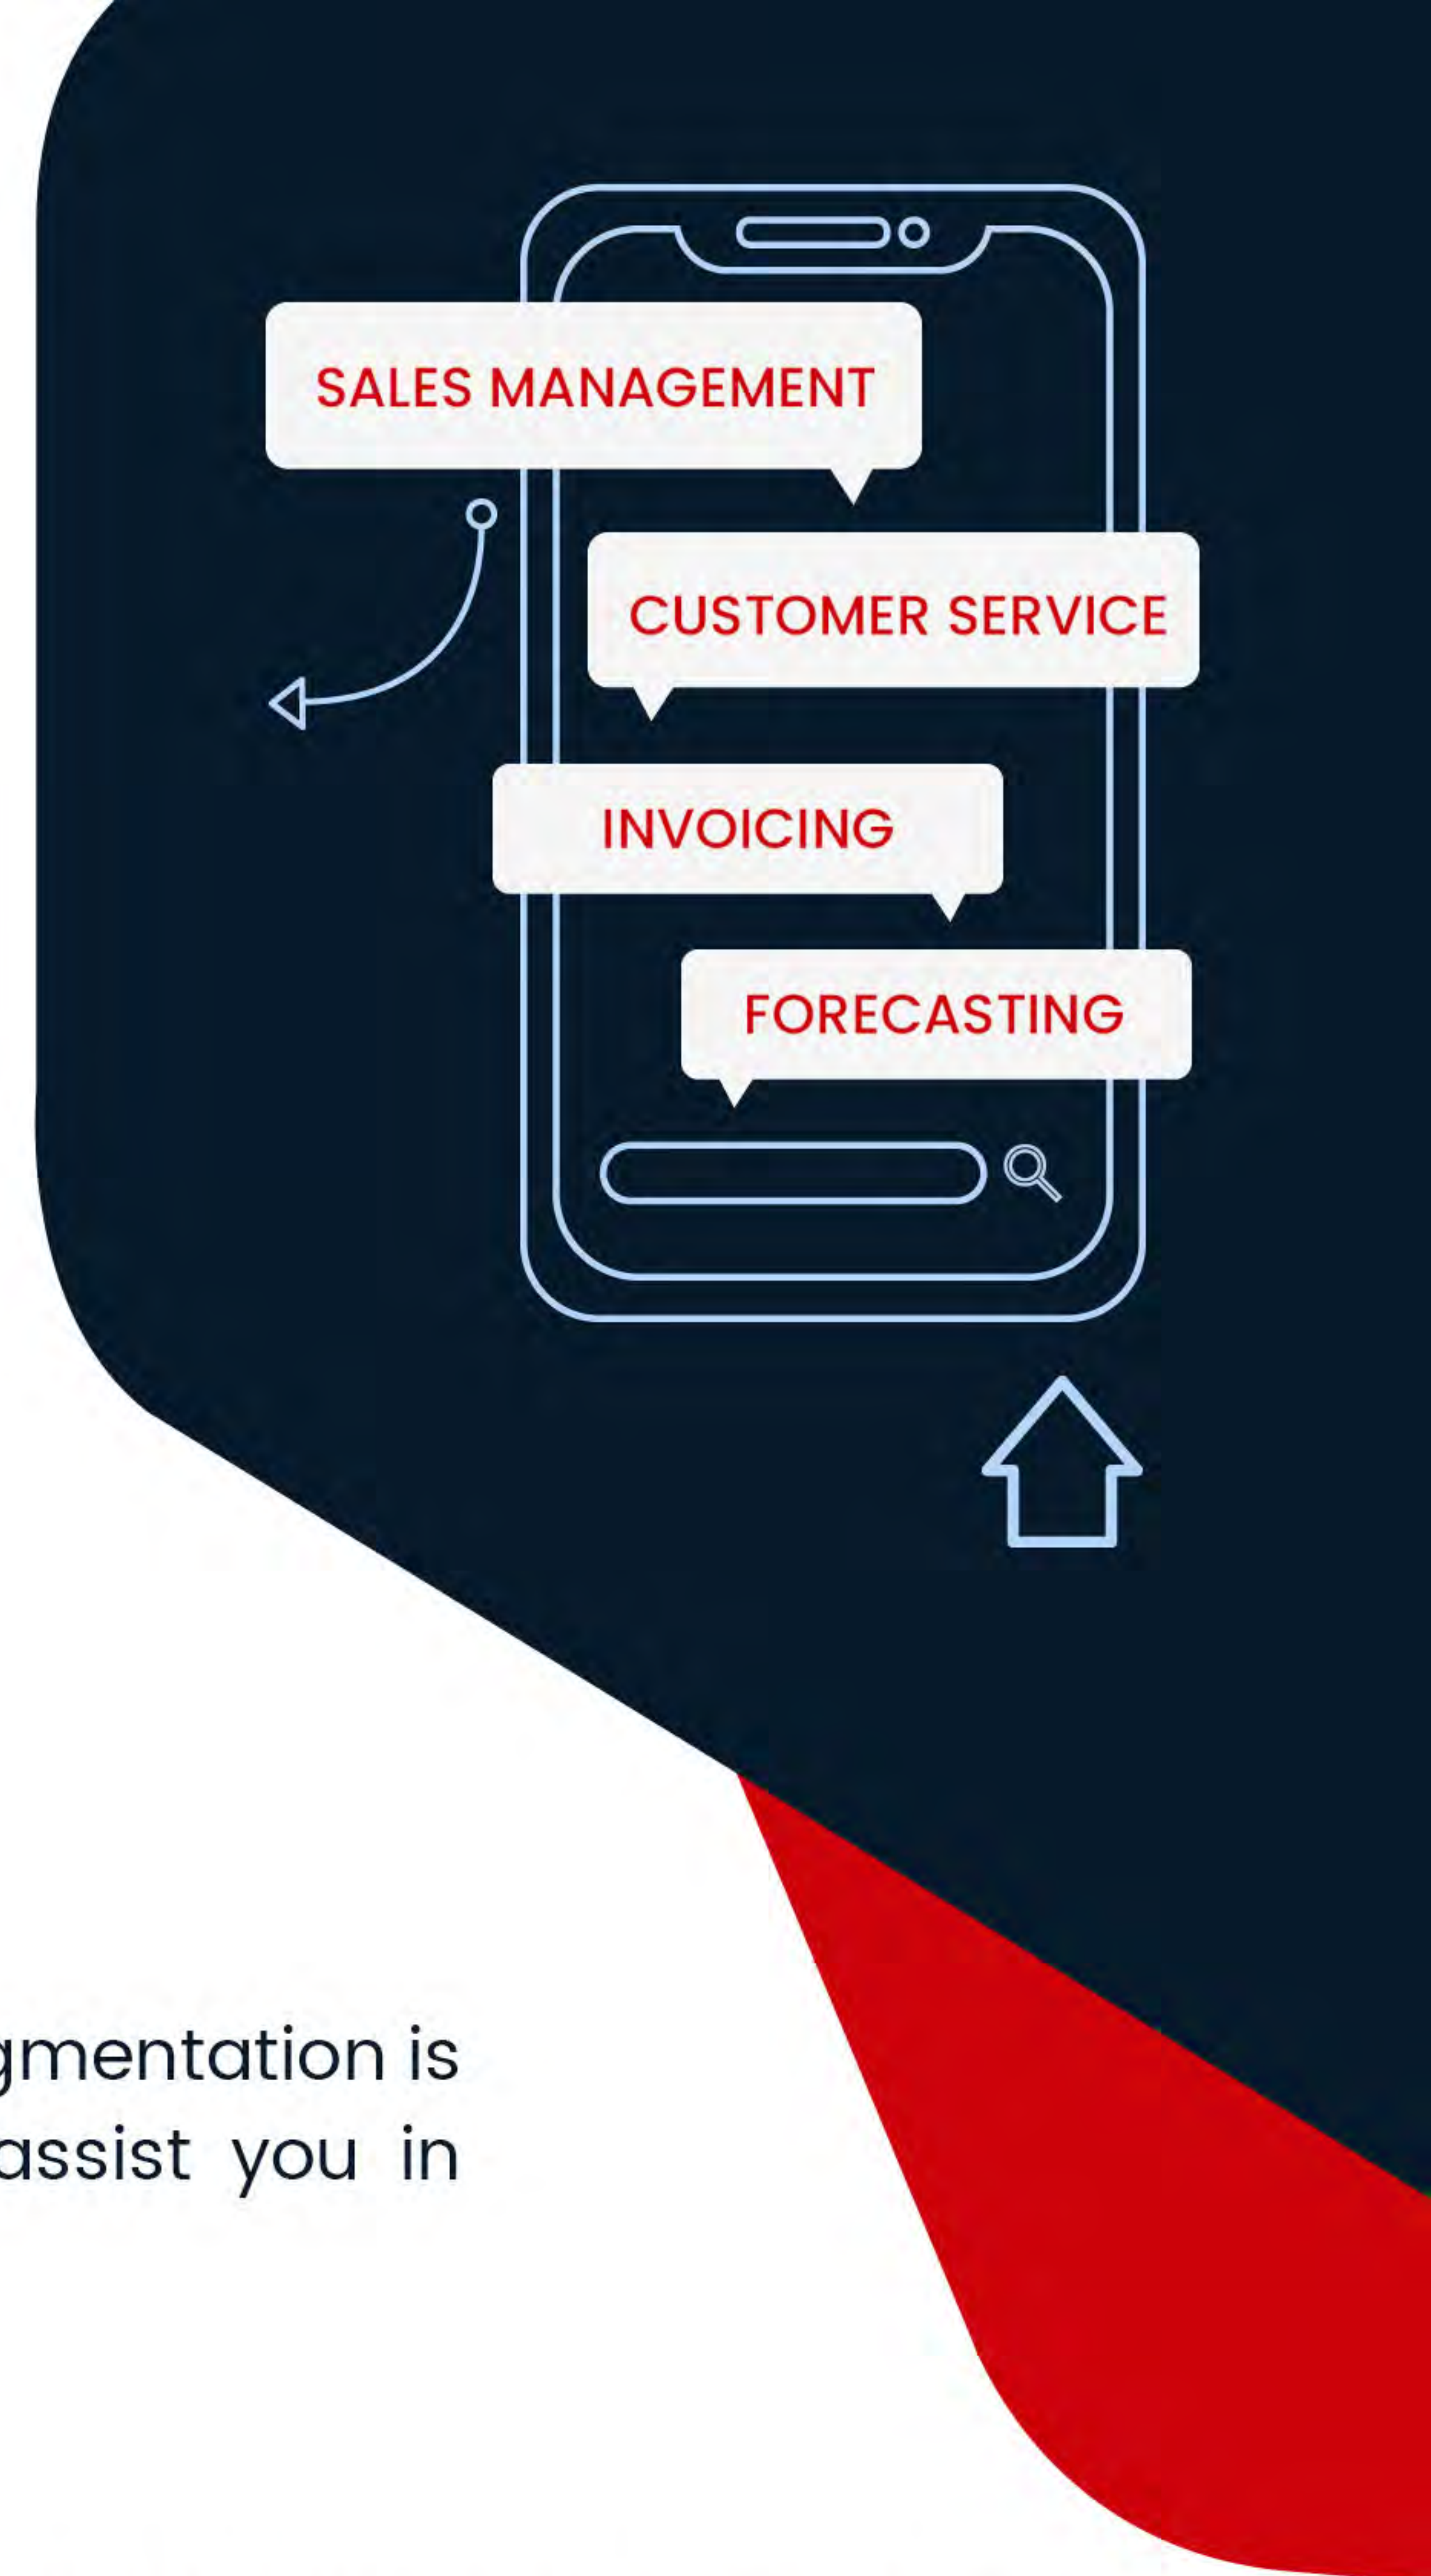 SALES MANAGEMENT
CUSTOMER SERVICE
INVOICING
FORECASTING
gmentation is
assist you in